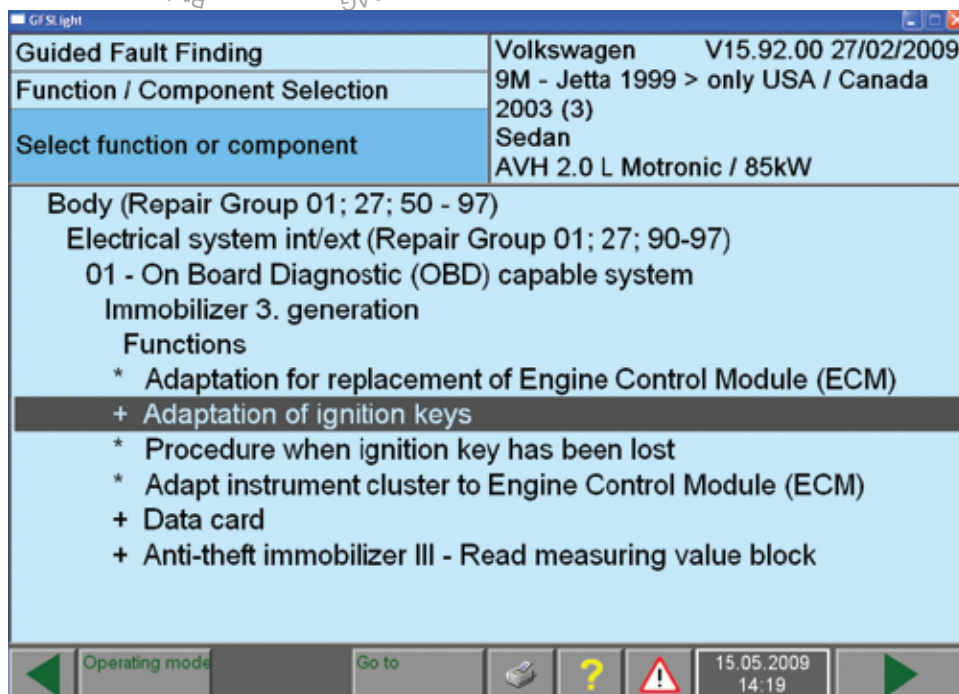 GFSLight
Guided Fault Finding
Function / Component Selection
Select function or component
Volkswagen V15.92.00 27/02/2009
9M - Jetta 1999 > only USA / Canada
2003 (3)
Sedan
AVH 2.0 L Motronic / 85kW
Body (Repair Group 01; 27; 50 - 97)
Electrical system int/ext (Repair Group 01; 27; 90-97)
01 - On Board Diagnostic (OBD) capable system
Immobilizer 3. generation
Functions
* Adaptation for replacement of Engine Control Module (ECM)
+ Adaptation of ignition keys
* Procedure when ignition key has been lost
* Adapt instrument cluster to Engine Control Module (ECM)
+ Data card
+ Anti-theft immobilizer III - Read measuring value block
Operating mode
Go to
?
!
15.05.2009
14:19